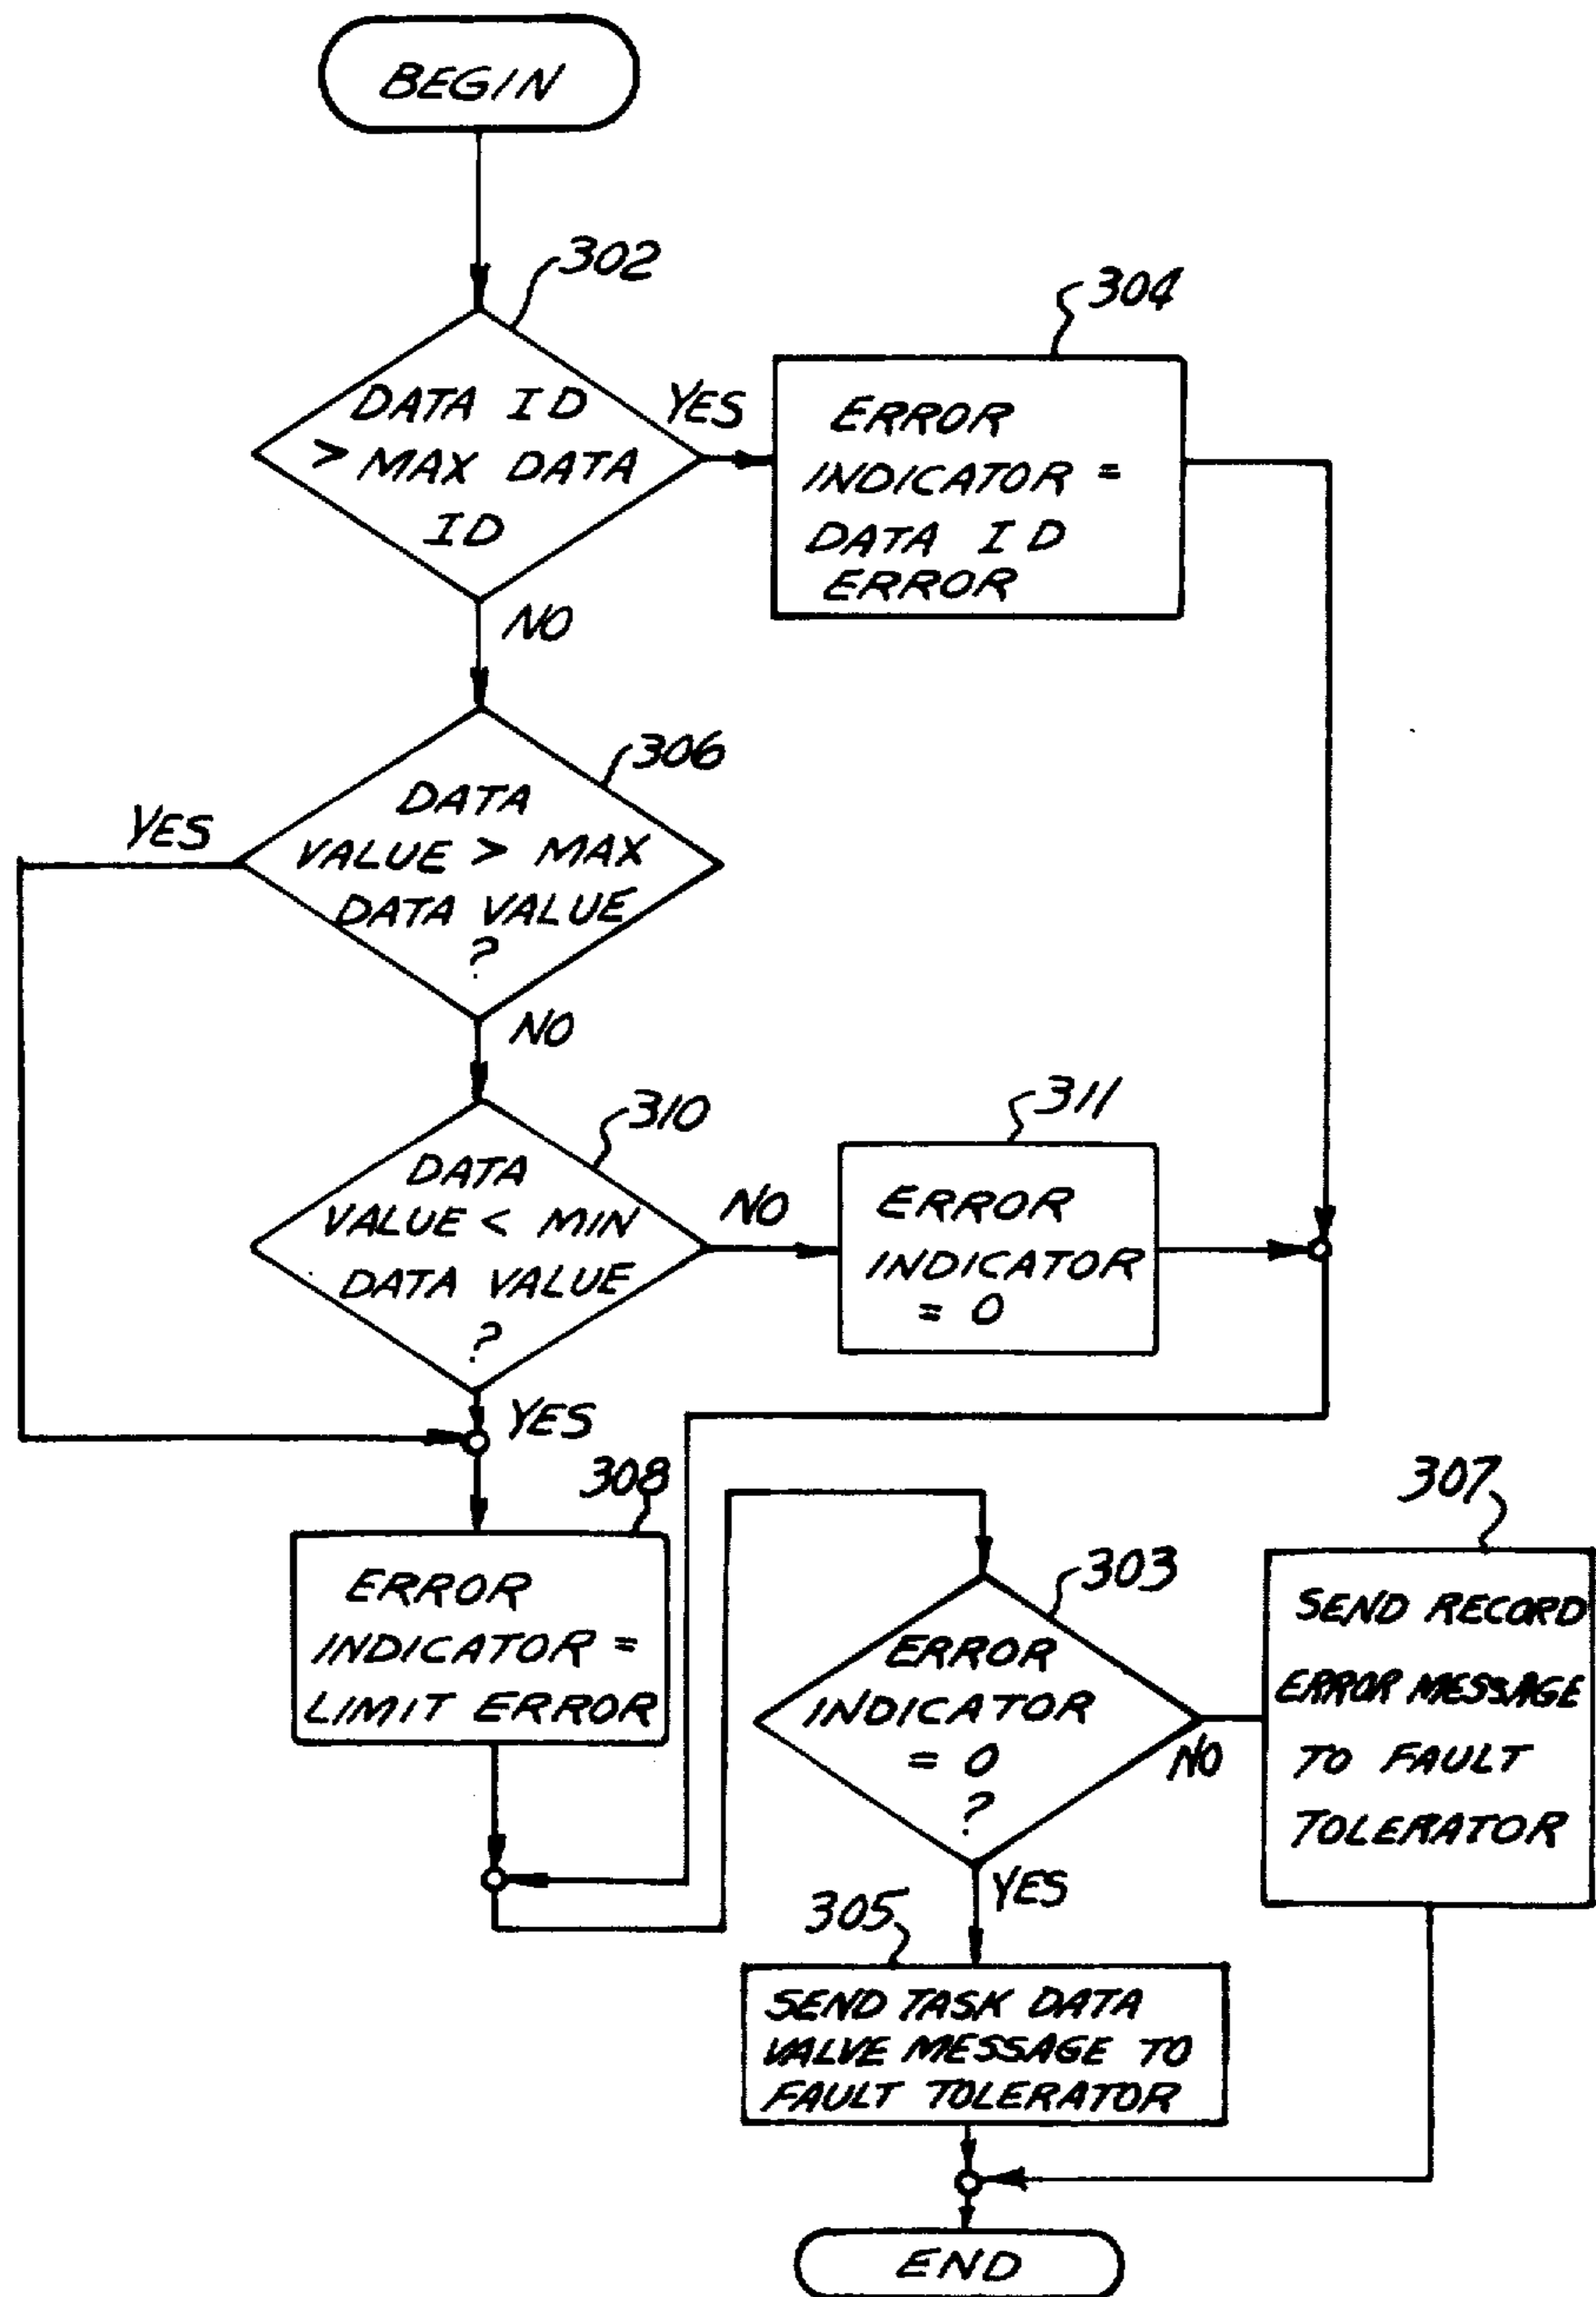 BEGIN
302
DATA ID
> MAX DATA
ID
YES
304
ERROR
INDICATOR =
DATA ID
ERROR
NO
306
DATA
VALUE > MAX
DATA VALUE
?
YES
NO
310
DATA
VALUE < MIN
DATA VALUE
?
NO
311
ERROR
INDICATOR
= 0
YES
308
ERROR
INDICATOR =
LIMIT ERROR
303
ERROR
INDICATOR
= 0
?
NO
307
SEND RECORD
ERROR MESSAGE
TO FAULT
TOLERATOR
YES
305
SEND TASK DATA
VALVE MESSAGE TO
FAULT TOLERATOR
END